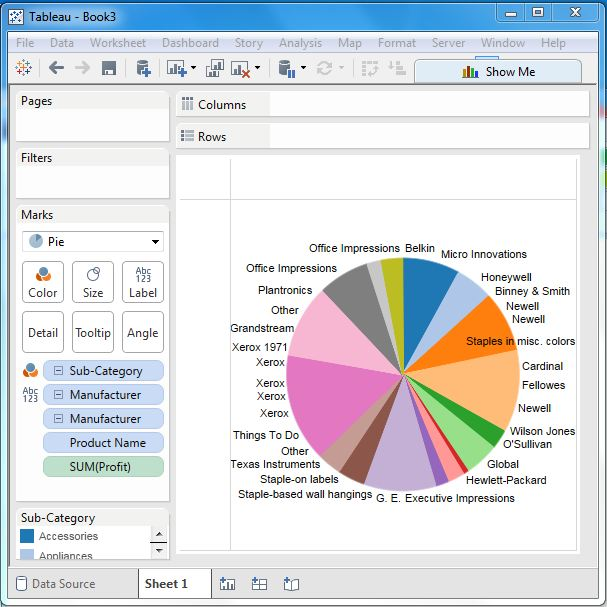 Tableau - Book3
File Data Worksheet Dashboard Story Analysis Map Format Server Window Help
Show Me
Pages
Columns
Rows
Filters
Marks
Pie
Color Size Abc 123 Label
Detail Tooltip Angle
Sub-Category
Abc 123 Manufacturer
Manufacturer
Product Name
SUM(Profit)
Sub-Category
Accessories
Appliances
Office Impressions Belkin
Micro Innovations
Office Impressions
Honeywell
Plantronics
Binney & Smith
Other
Newell
Newell
Grandstream
Staples in misc. colors
Xerox 1971
Xerox
Cardinal
Xerox
Fellowes
Xerox
Xerox
Newell
Things To Do
Wilson Jones
Other
O'Sullivan
Texas Instruments
Global
Staple-on labels
Hewlett-Packard
Staple-based wall hangings
G. E. Executive Impressions
Data Source Sheet 1